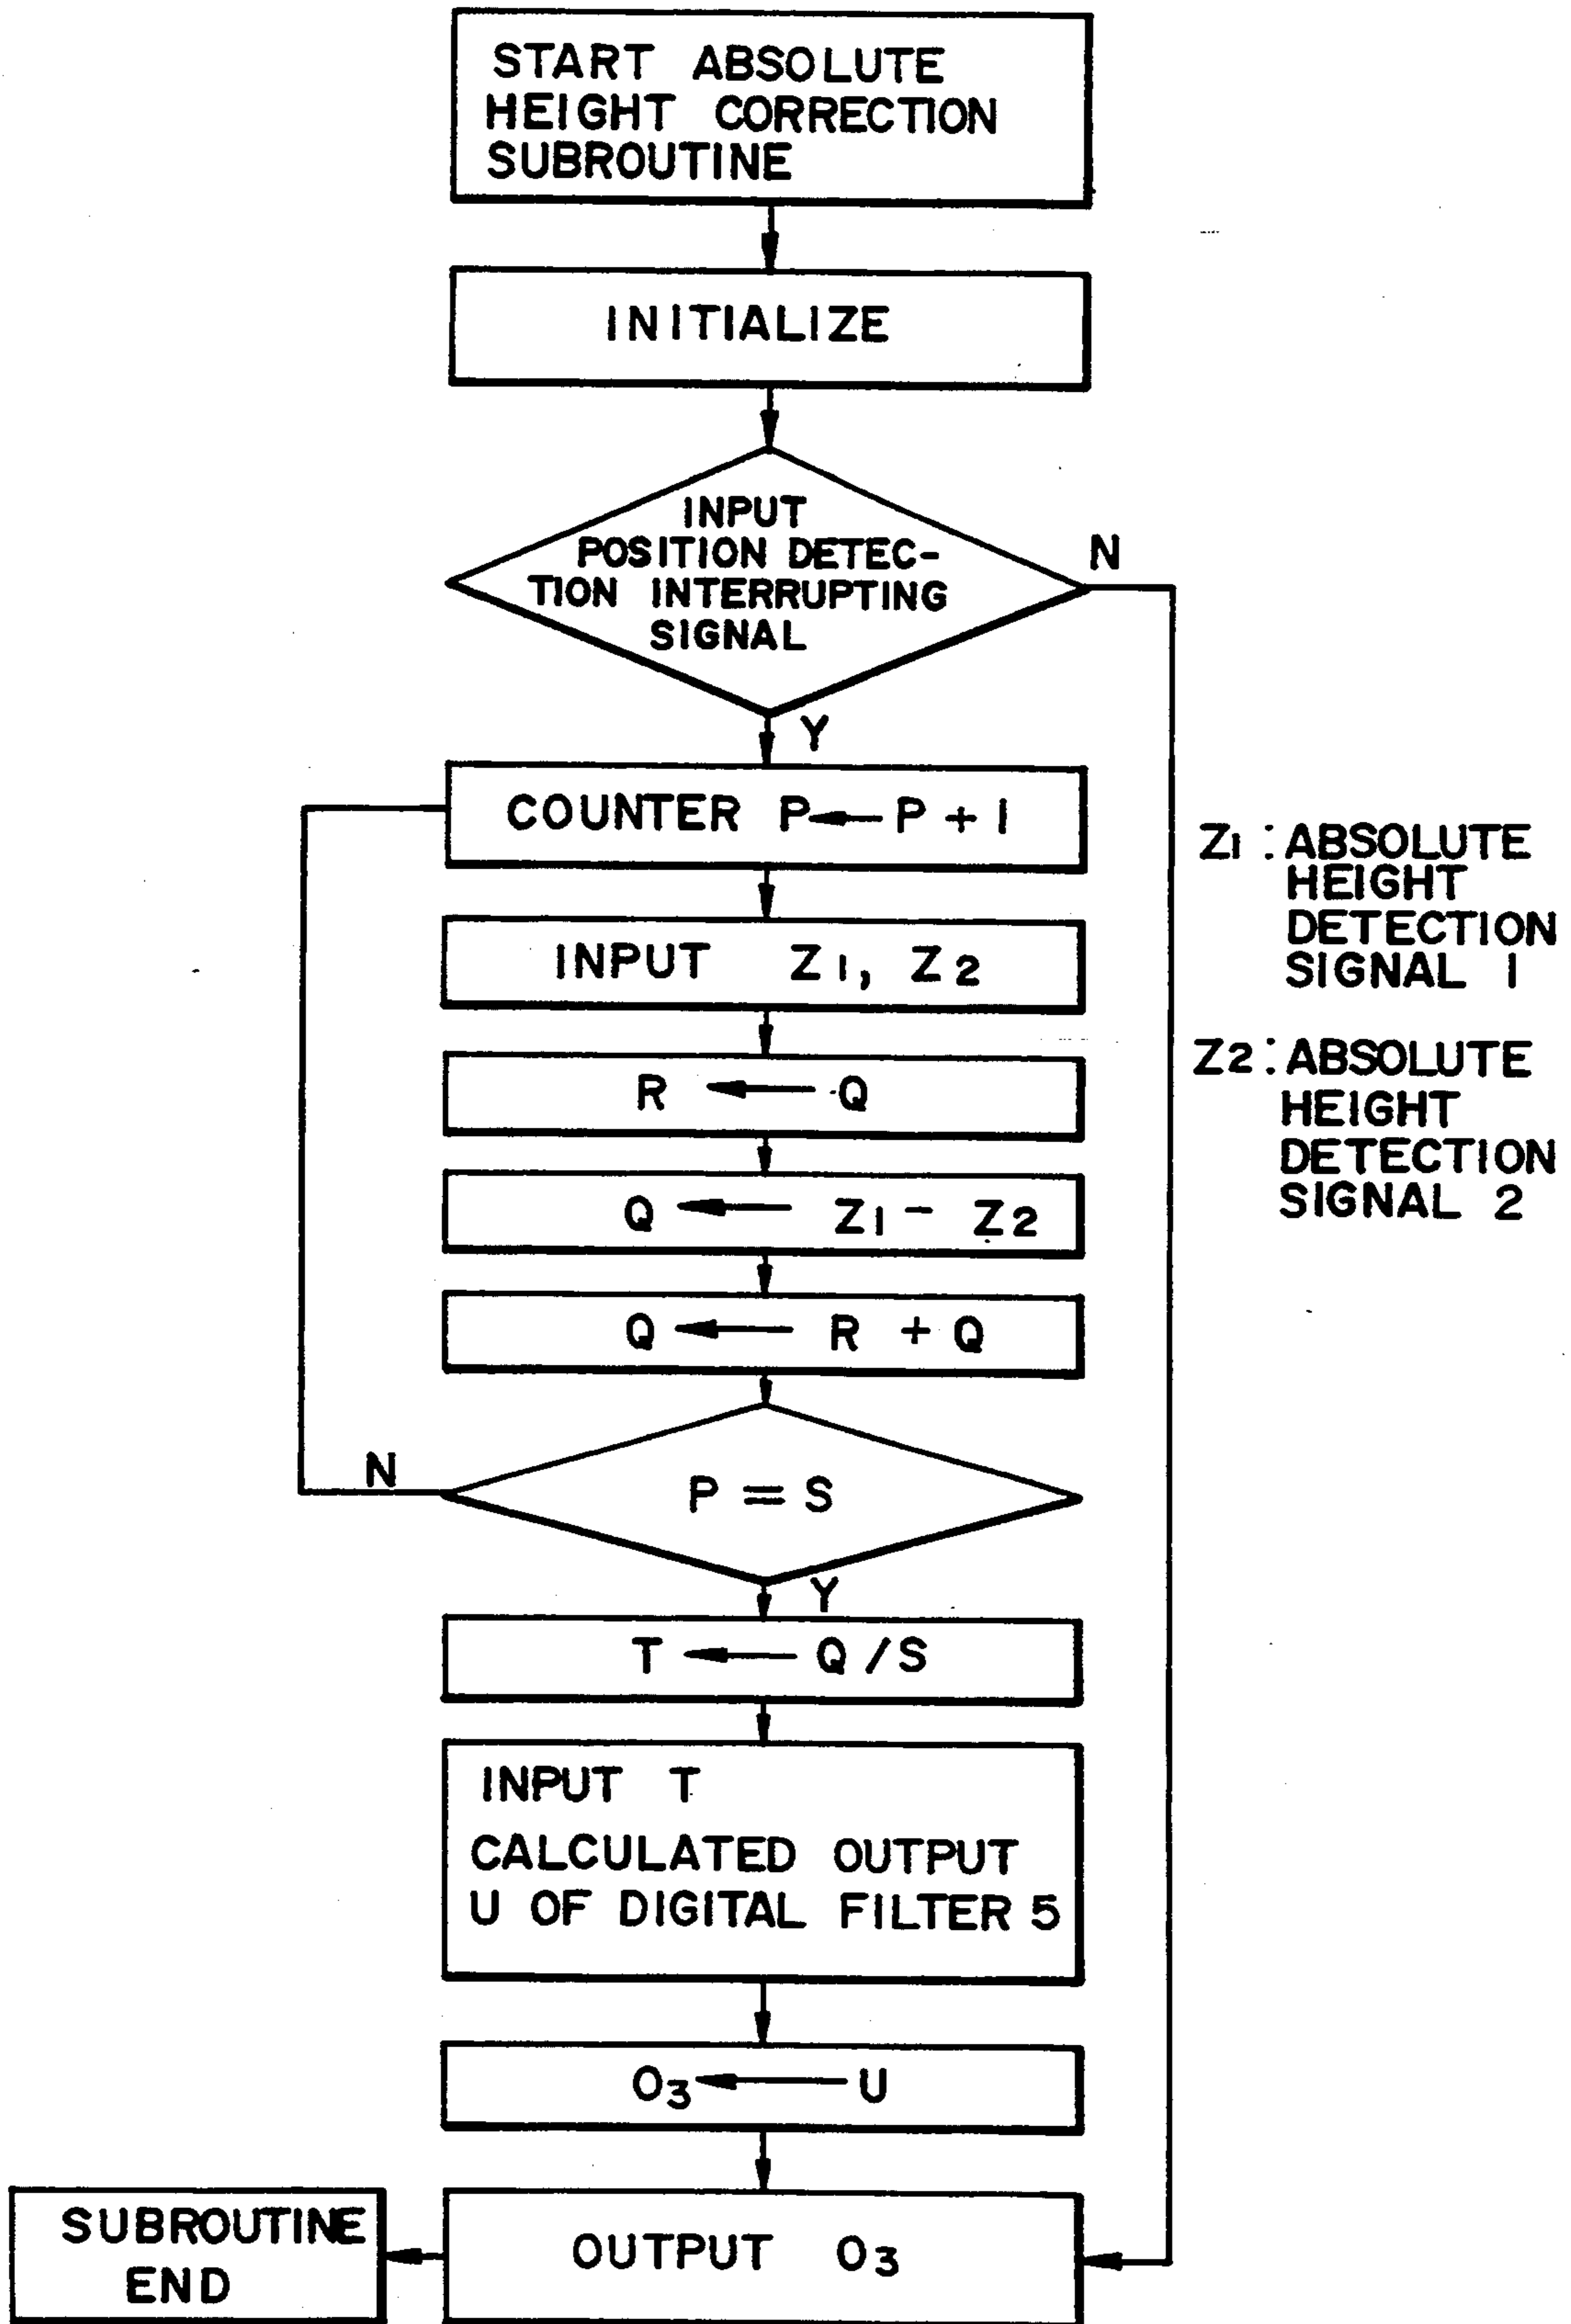 START ABSOLUTE
HEIGHT CORRECTION
SUBROUTINE
INITIALIZE
INPUT
POSITION DETEC-
TION INTERRUPTING
SIGNAL
N
Y
COUNTER P ← P + 1
INPUT Z1, Z2
R ← Q
Q ← Z1 - Z2
Q ← R + Q
N
P = S
Y
T ← Q / S
INPUT T
CALCULATED OUTPUT
U OF DIGITAL FILTER 5
O3 ← U
OUTPUT O3
SUBROUTINE
END
Z1 : ABSOLUTE
HEIGHT
DETECTION
SIGNAL 1
Z2 : ABSOLUTE
HEIGHT
DETECTION
SIGNAL 2